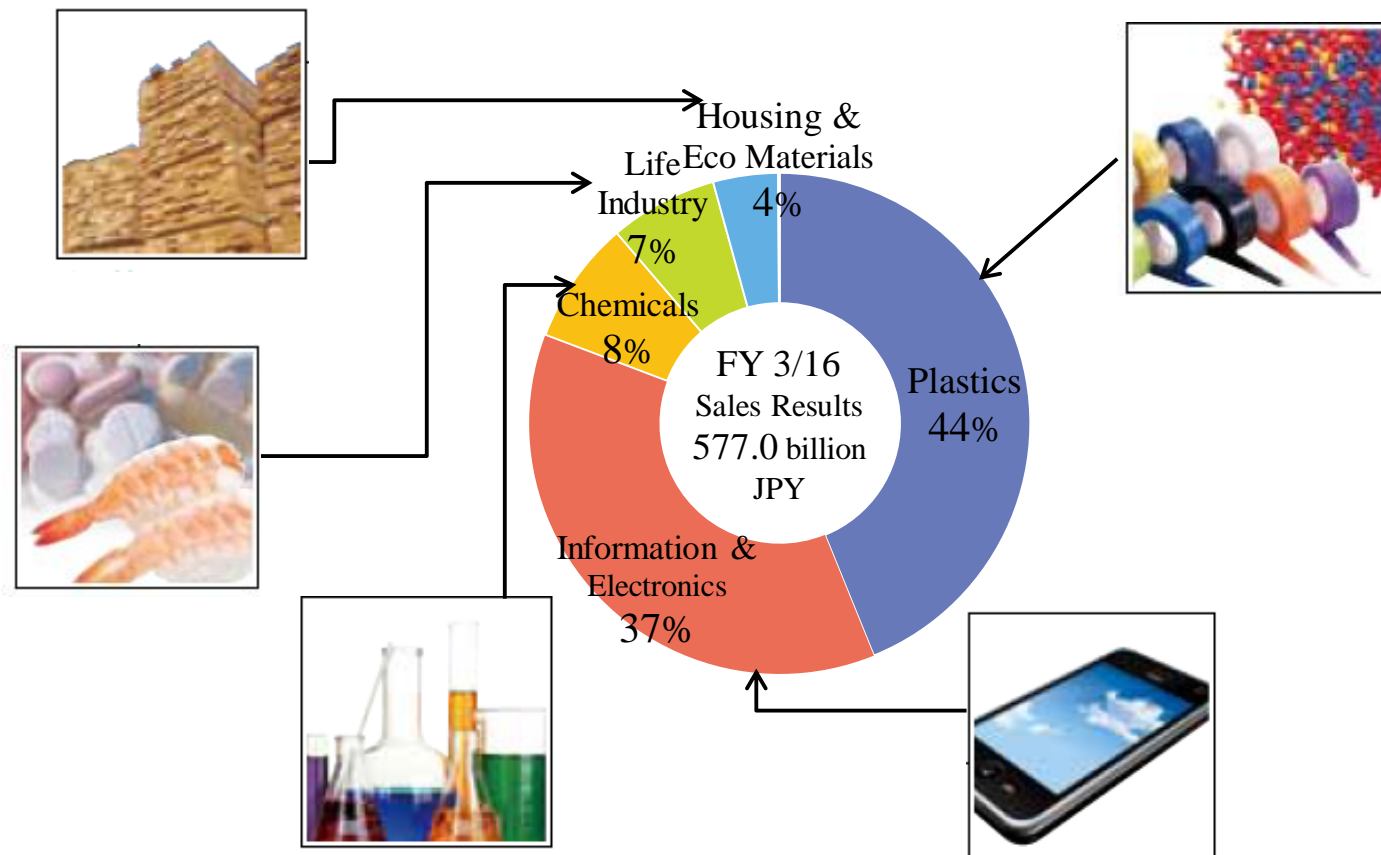 Housing &
Eco Materials
4%
Life
Industry
7%
Chemicals
8%
FY 3/16
Sales Results
577.0 billion
JPY
Plastics
44%
Information &
Electronics
37%